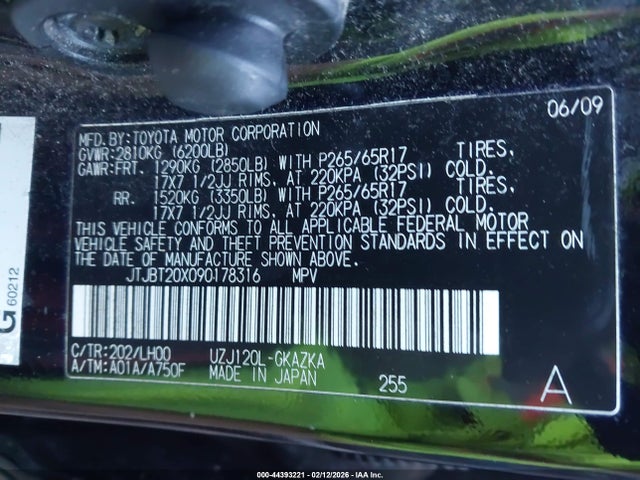 06/09
MFD.BY:TOYOTA MOTOR CORPORATION
GVWR:2810KG (6200LB)
GAWR:FRT. 1290KG (2850LB) WITH P265/65R17 TIRES,
17X7 1/2JJ RIMS, AT 220KPA (32PSI) COLD.
RR. 1520KG (3350LB) WITH P265/65R17 TIRES,
17X7 1/2JJ RIMS, AT 220KPA (32PSI) COLD.
THIS VEHICLE CONFORMS TO ALL APPLICABLE FEDERAL MOTOR
VEHICLE SAFETY AND THEFT PREVENTION STANDARDS IN EFFECT ON
THE DATE OF MANUFACTURE SHOWN ABOVE.
JTJBT20X090178316 MPV
C/TR:202/LH00 UZJ120L-GKAZKA
A/TM:A01A/A750F MADE IN JAPAN 255 A
G 60212
000-44393221 - 02/12/2026 - IAA Inc.